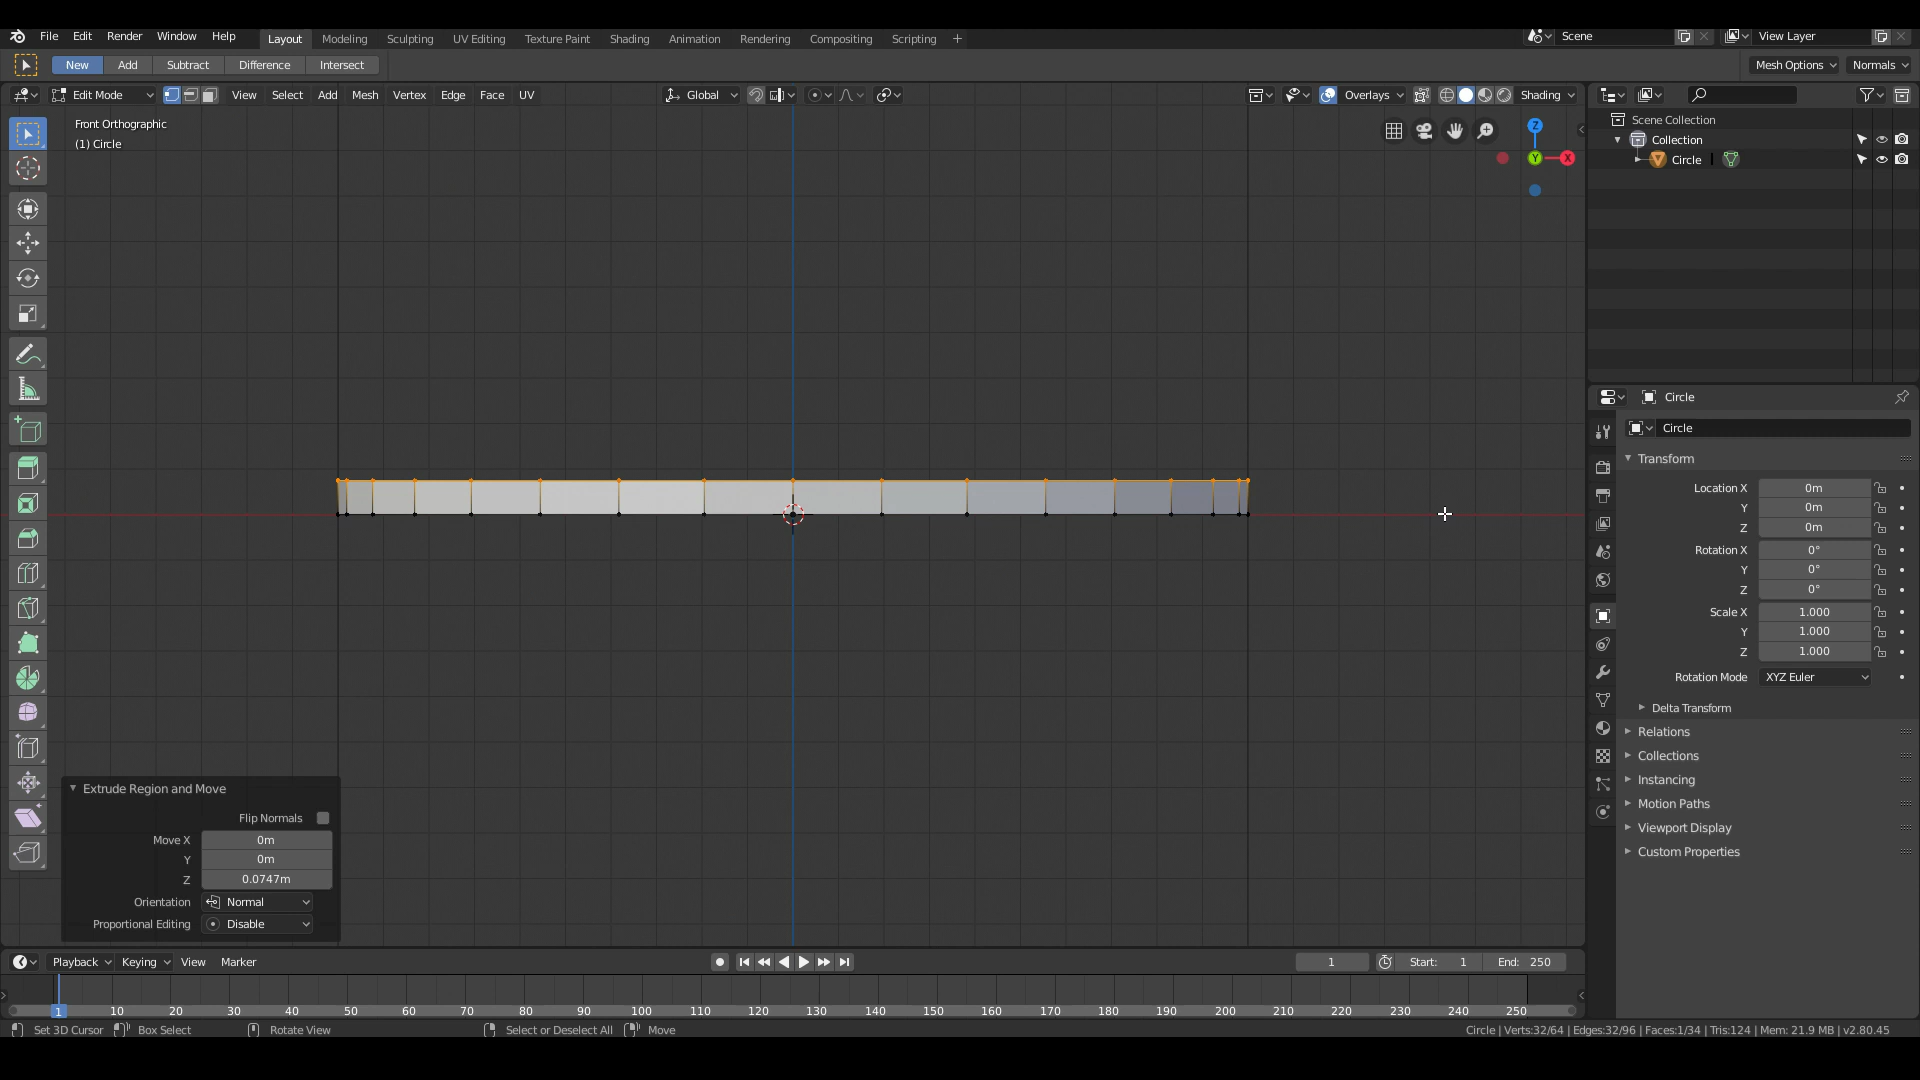 File Edit Render Window Help Layout Modeling Sculpting UV Editing Texture Paint Shading Animation Rendering Compositing Scripting + Scene View Layer
New Add Subtract Difference Intersect Mesh Options Normals
Edit Mode View Select Add Mesh Vertex Edge Face UV Global Overlays Shading
Front Orthographic
(1) Circle
Z
Y
X
Scene Collection
Collection
Circle
Circle
Circle
Transform
Location X 0m
Y 0m
Z 0m
Rotation X 0°
Y 0°
Z 0°
Scale X 1.000
Y 1.000
Z 1.000
Rotation Mode XYZ Euler
Delta Transform
Relations
Collections
Instancing
Motion Paths
Viewport Display
Custom Properties
Extrude Region and Move
Flip Normals
Move X 0m
Y 0m
Z 0.0747m
Orientation Normal
Proportional Editing Disable
Playback Keying View Marker 1 Start: 1 End: 250
1 10 20 30 40 50 60 70 80 90 100 110 120 130 140 150 160 170 180 190 200 210 220 230 240 250
Set 3D Cursor Box Select Rotate View Select or Deselect All Move Circle | Verts:32/64 | Edges:32/96 | Faces:1/34 | Tris:124 | Mem: 21.9 MB | v2.80.45